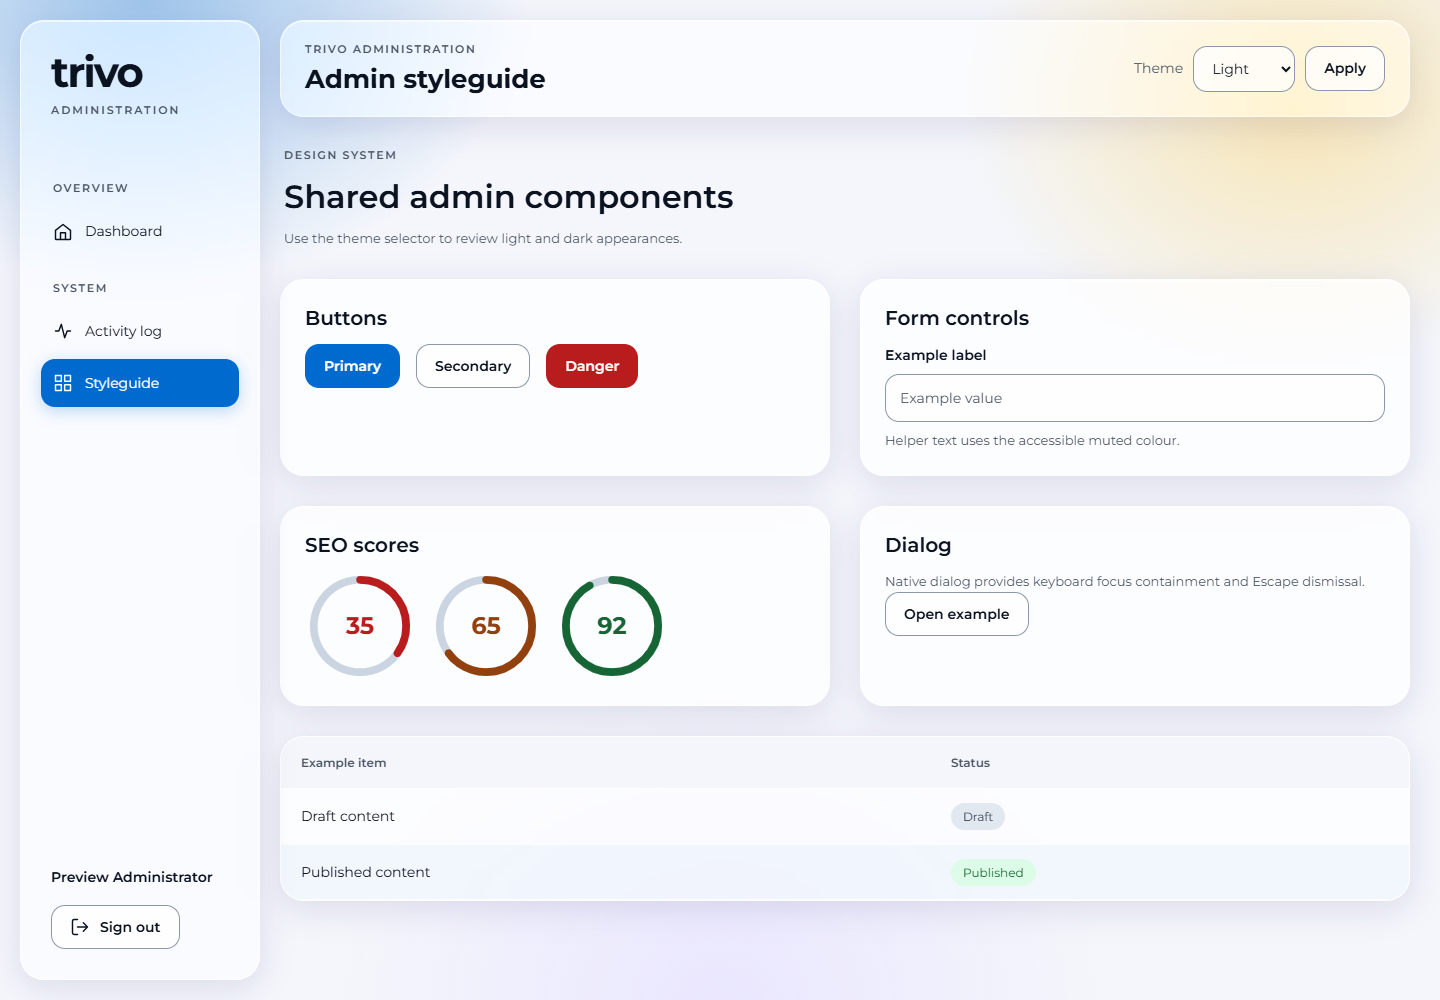 trivo
ADMINISTRATION
OVERVIEW
Dashboard
SYSTEM
Activity log
Styleguide
Preview Administrator
Sign out
TRIVO ADMINISTRATION
Admin styleguide
Theme
Light
Apply
DESIGN SYSTEM
Shared admin components
Use the theme selector to review light and dark appearances.
Buttons
Primary
Secondary
Danger
Form controls
Example label
Example value
Helper text uses the accessible muted colour.
SEO scores
35
65
92
Dialog
Native dialog provides keyboard focus containment and Escape dismissal.
Open example
Example item
Status
Draft content
Draft
Published content
Published